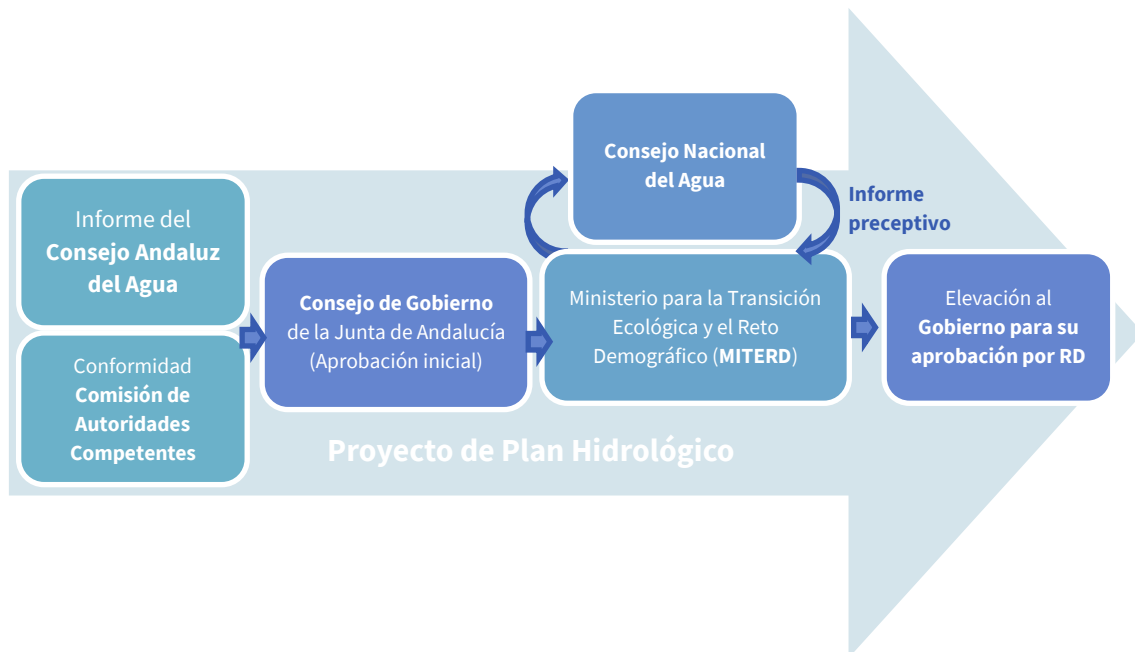 Informe del
Consejo Andaluz
del Agua
Conformidad
Comisión de
Autoridades
Competentes
Consejo de Gobierno
de la Junta de Andalucía
(Aprobación inicial)
Consejo Nacional
del Agua
Informe
preceptivo
Ministerio para la Transición
Ecológica y el Reto
Demográfico (MITERD)
Elevación al
Gobierno para su
aprobación por RD
Proyecto de Plan Hidrológico